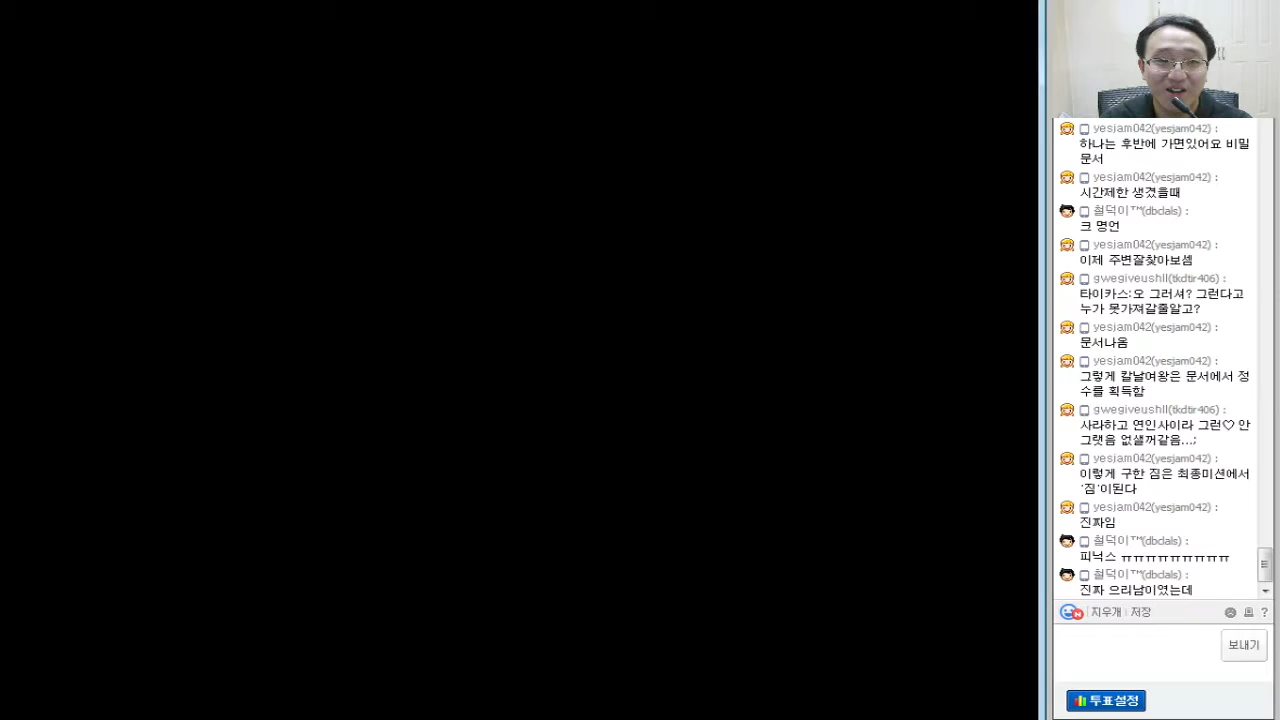 yesjam042(yesjam042) :
하나는 후반에 가면있어요 비밀
문서
yesjam042(yesjam042) :
시간제한 생겼을때
철덕이™(dbclals) :
크 명언
yesjam042(yesjam042) :
이제 주변잘찾아보셈
gwegiveushII(tkdtir406) :
타이카스:오 그러셔? 그런다고
누가 못가져갈줄알고?
yesjam042(yesjam042) :
문서나옴
yesjam042(yesjam042) :
그렇게 칼날여왕은 문서에서 정
수를 획득함
gwegiveushII(tkdtir406) :
사라하고 연인사이라 그런♡ 안
그랫음 없샐꺼같음...;
yesjam042(yesjam042) :
이렇게 구한 짐은 최종미션에서
'짐'이된다
yesjam042(yesjam042) :
진짜임
철덕이™(dbclals) :
피닉스 ㅠㅠㅠㅠㅠㅠㅠㅠㅠ
철덕이™(dbclals) :
진짜 으리남이였는데
지우개 저장 ?
보내기
투표설정